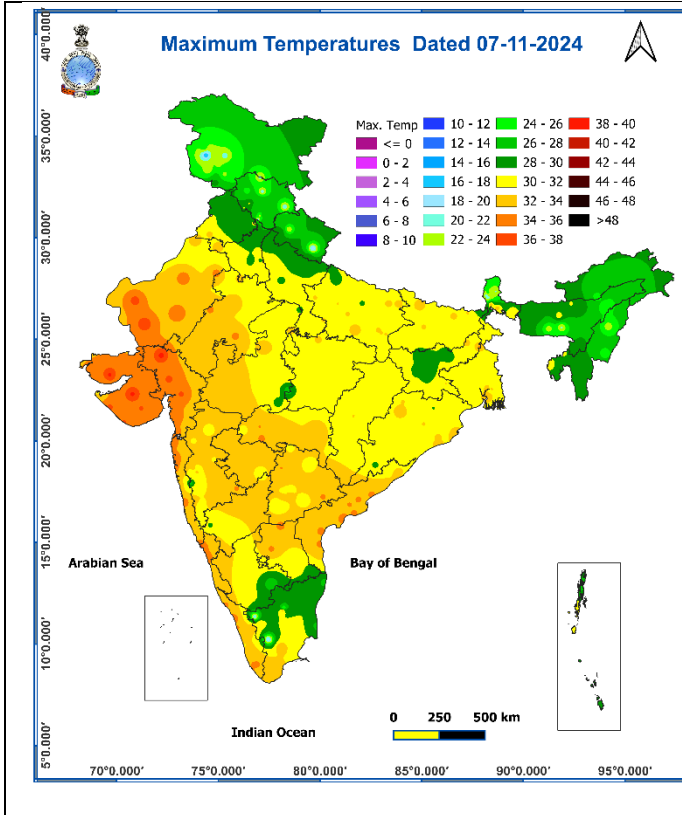 Maximum Temperatures Dated 07-11-2024
Max. Temp
<= 0
0 - 2
2 - 4
4 - 6
6 - 8
8 - 10
10 - 12
12 - 14
14 - 16
16 - 18
18 - 20
20 - 22
22 - 24
24 - 26
26 - 28
28 - 30
30 - 32
32 - 34
34 - 36
36 - 38
38 - 40
40 - 42
42 - 44
44 - 46
46 - 48
>48
40°0.000′
35°0.000′
30°0.000′
25°0.000′
20°0.000′
15°0.000′
10°0.000′
5°0.000′
Arabian Sea
Bay of Bengal
Indian Ocean
0 250 500 km
70°0.000′ 75°0.000′ 80°0.000′ 85°0.000′ 90°0.000′ 95°0.000′